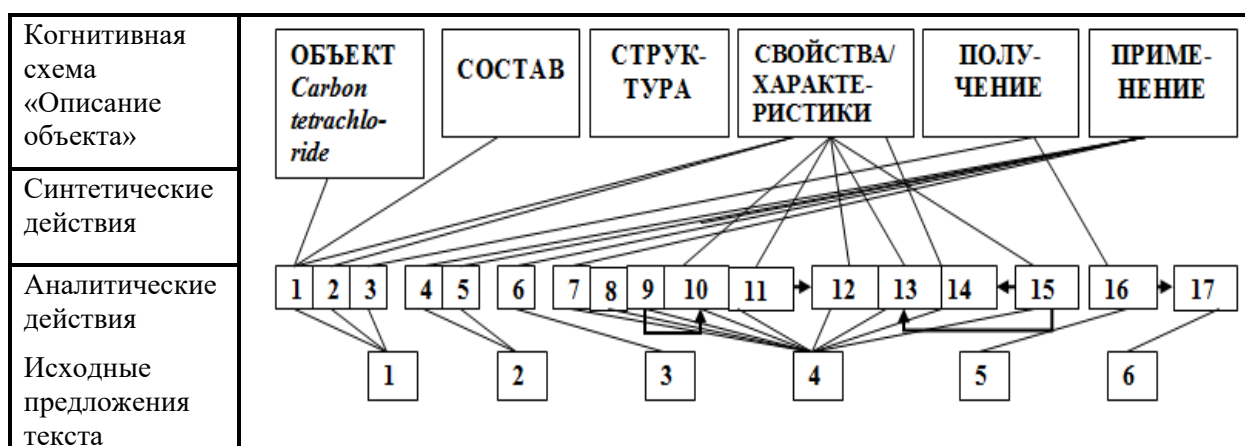 Когнитивная
схема
«Описание
объекта»
ОБЪЕКТ
Carbon
tetrachlo-
ride
СОСТАВ
СТРУК-
ТУРА
СВОЙСТВА/
ХАРАКТЕ-
РИСТИКИ
ПОЛУ-
ЧЕНИЕ
ПРИМЕ-
НЕНИЕ
Синтетические
действия
Аналитические
действия
1 2 3 4 5 6 7 8 9 10 11 12 13 14 15 16 17
Исходные
предложения
текста
1 2 3 4 5 6